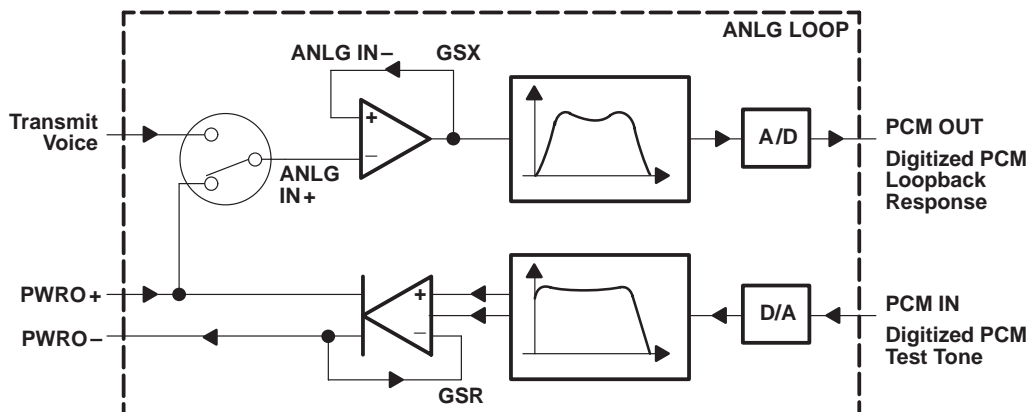 ANLG LOOP
ANLG IN–
GSX
Transmit
Voice
+
–
ANLG
IN+
A/D
PCM OUT
Digitized PCM
Loopback
Response
PWRO+
PWRO–
+
–
GSR
D/A
PCM IN
Digitized PCM
Test Tone